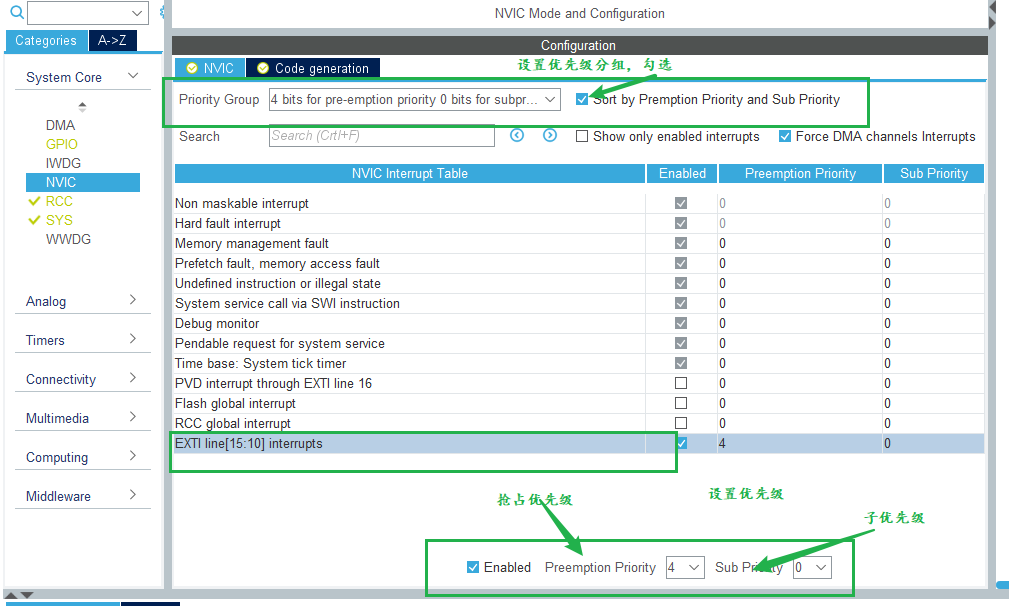 NVIC Mode and Configuration
Categories
A->Z
Configuration
System Core
NVIC
Code generation
设置优先级分组，勾选
Priority Group
4 bits for pre-emption priority 0 bits for subpr...
Sort by Premption Priority and Sub Priority
DMA
GPIO
IWDG
NVIC
RCC
SYS
WWDG
Search
Search (Crtl+F)
Show only enabled interrupts
Force DMA channels Interrupts
NVIC Interrupt Table Enabled Preemption Priority Sub Priority
Non maskable interrupt 0 0
Hard fault interrupt 0 0
Memory management fault 0 0
Prefetch fault, memory access fault 0 0
Undefined instruction or illegal state 0 0
System service call via SWI instruction 0 0
Debug monitor 0 0
Pendable request for system service 0 0
Time base: System tick timer 0 0
PVD interrupt through EXTI line 16 0 0
Flash global interrupt 0 0
RCC global interrupt 0 0
EXTI line[15:10] interrupts 4 0
Analog
Timers
Connectivity
Multimedia
Computing
Middleware
抢占优先级
设置优先级
子优先级
Enabled Preemption Priority 4 Sub Priority 0